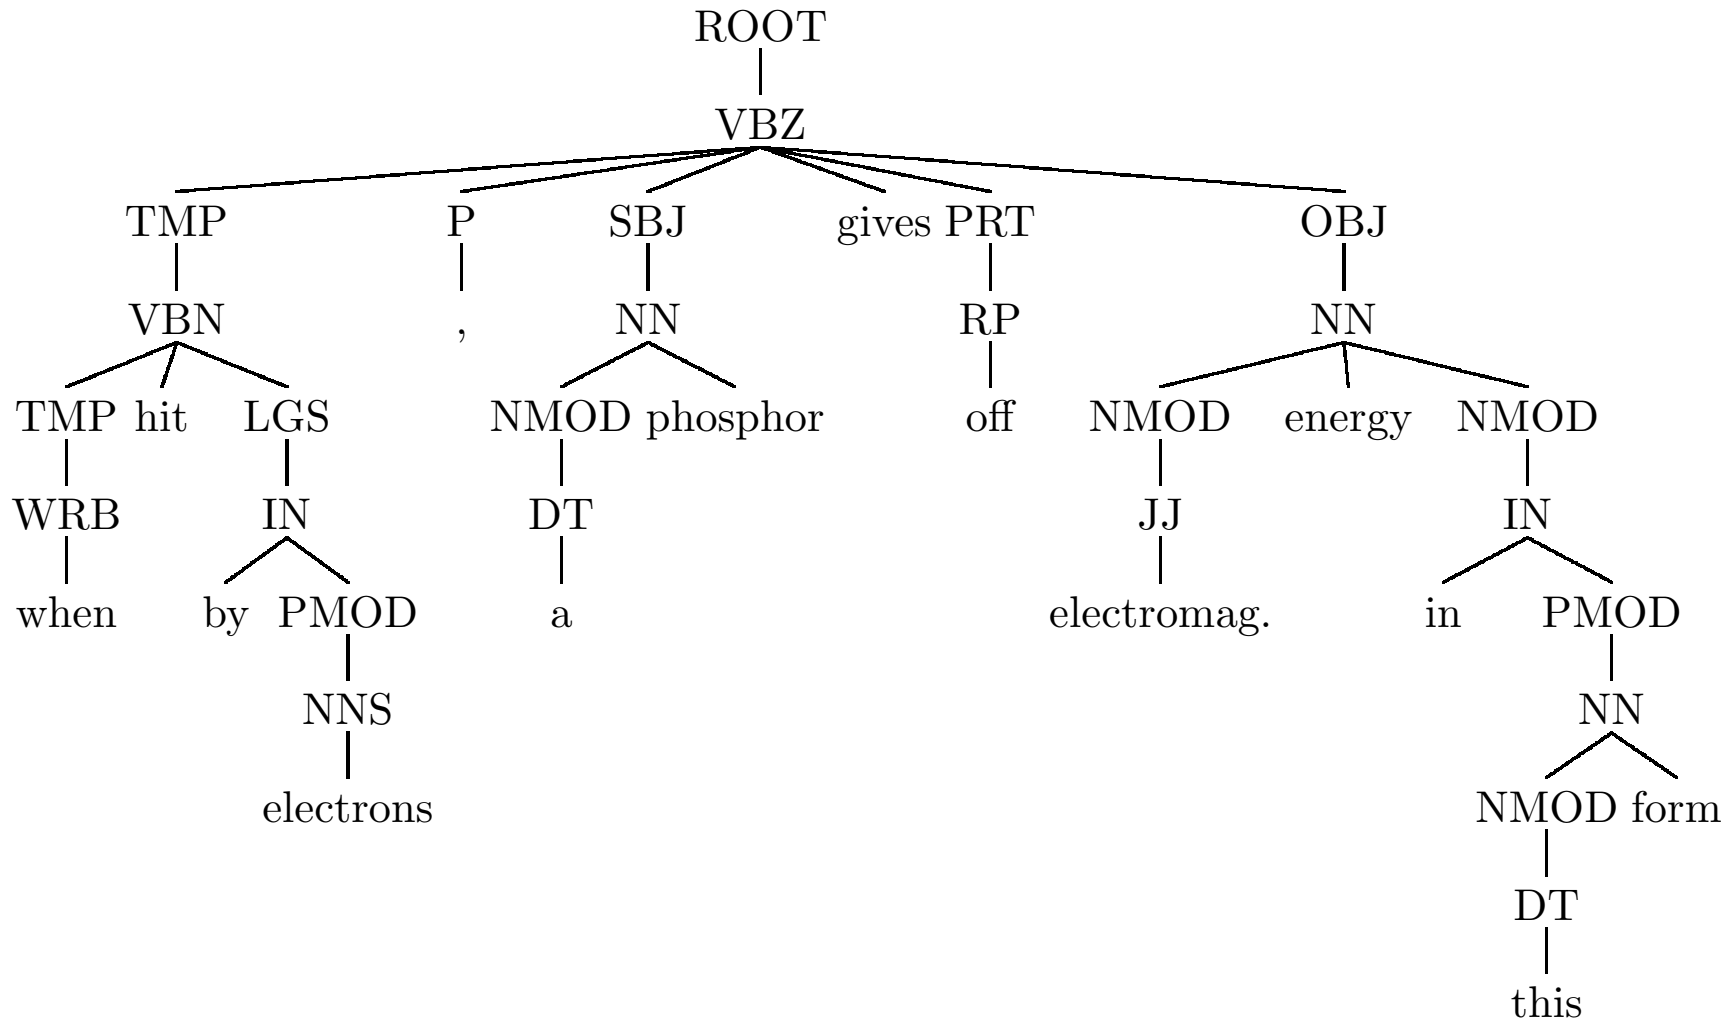 ROOT
VBZ
TMP P SBJ gives PRT OBJ
VBN , NN RP NN
TMP hit LGS NMOD phosphor off NMOD energy NMOD
WRB IN DT JJ IN
when by PMOD a electromag. in PMOD
NNS NN
electrons NMOD form
DT
this